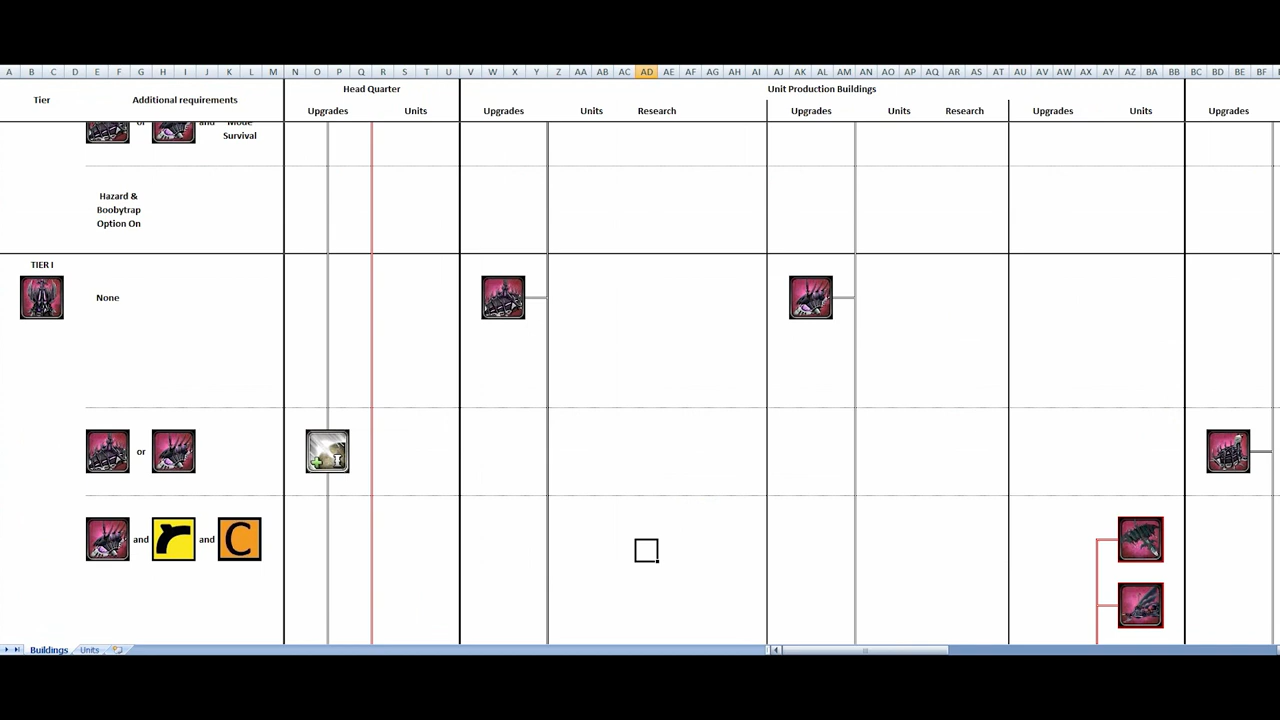 A B C D E F G H I J K L M N O P Q R S T U V W X Y Z AA AB AC AD AE AF AG AH AI AJ AK AL AM AN AO AP AQ AR AS AT AU AV AW AX AY AZ BA BB BC BD BE BF
Head Quarter Unit Production Buildings
Tier Additional requirements
Upgrades Units Upgrades Units Research Upgrades Units Research Upgrades Units Upgrades
or and Mode
Survival
Hazard &
Boobytrap
Option On
TIER I
None
or
I
and r and C
Buildings Units